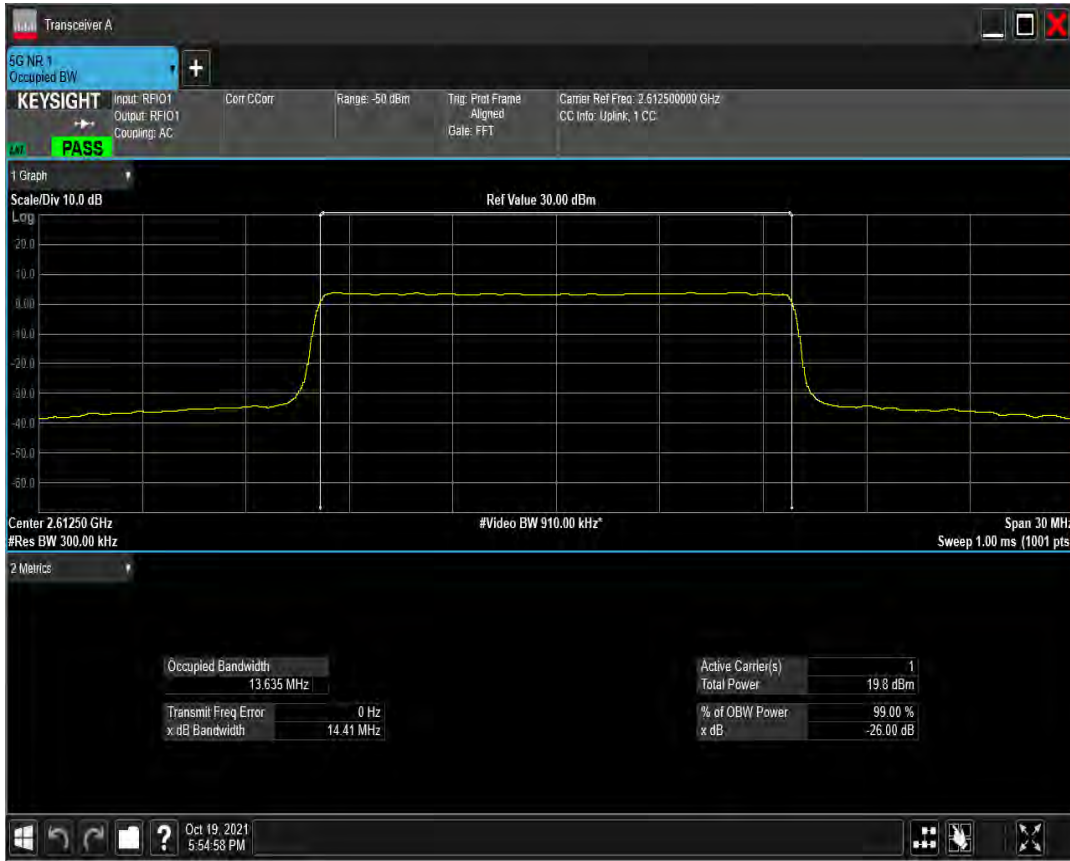 Transceiver A
5G NR 1
Occupied BW
+
KEYSIGHT
PASS
Input: RFIO1
Output: RFIO1
Coupling: AC
Corr CCorr
Range: -50 dBm
Trig: Prot Frame
Aligned
Gate: FFT
Carrier Ref Freq: 2.612500000 GHz
CC Info: Uplink, 1 CC
1 Graph
Scale/Div 10.0 dB
Ref Value 30.00 dBm
Log
20.0
10.0
0.00
-10.0
-20.0
-30.0
-40.0
-50.0
-60.0
Center 2.61250 GHz
#Video BW 910.00 kHz*
Span 30 MHz
#Res BW 300.00 kHz
Sweep 1.00 ms (1001 pts
2 Metrics
Occupied Bandwidth
13.635 MHz
Transmit Freq Error 0 Hz
x dB Bandwidth 14.41 MHz
Active Carrier(s) 1
Total Power 19.8 dBm
% of OBW Power 99.00 %
x dB -26.00 dB
?
Oct 19, 2021
5:54:58 PM